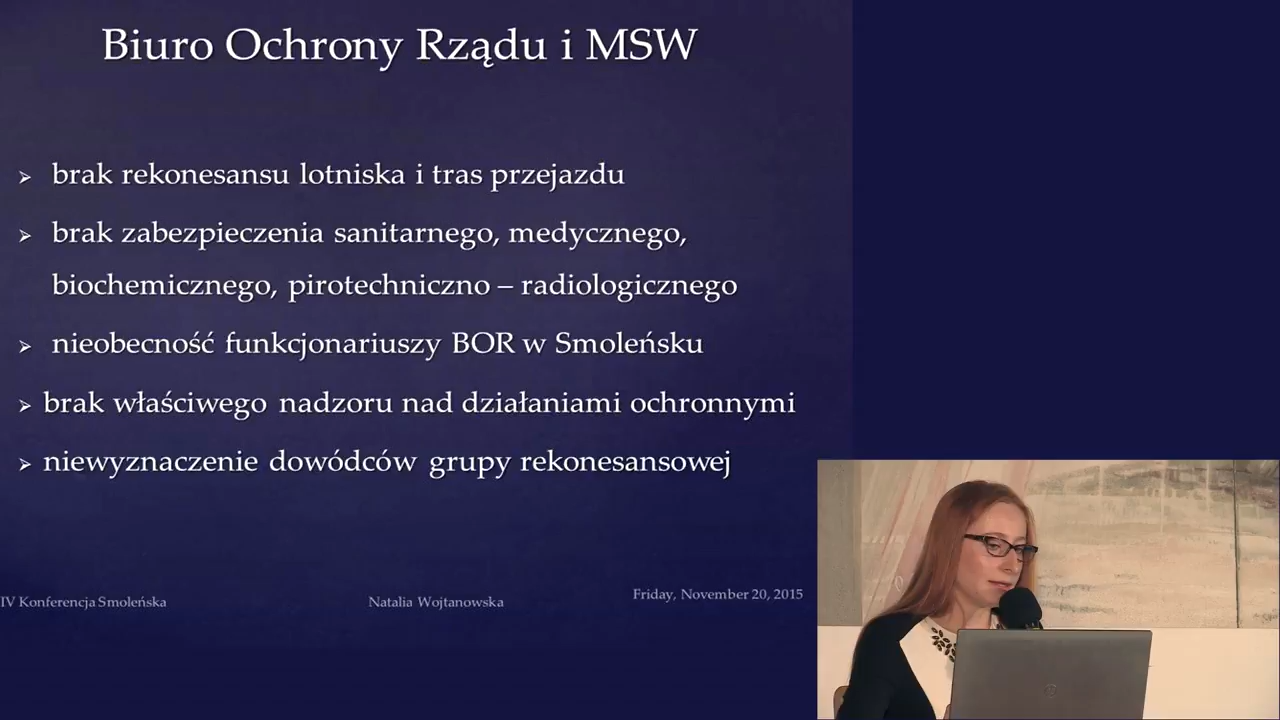 Biuro Ochrony Rządu i MSW
➢ brak rekonesansu lotniska i tras przejazdu
➢ brak zabezpieczenia sanitarnego, medycznego,
biochemicznego, pirotechniczno – radiologicznego
➢ nieobecność funkcjonariuszy BOR w Smoleńsku
➢ brak właściwego nadzoru nad działaniami ochronnymi
➢ niewyznaczenie dowódców grupy rekonesansowej
IV Konferencja Smoleńska
Natalia Wojtanowska
Friday, November 20, 2015